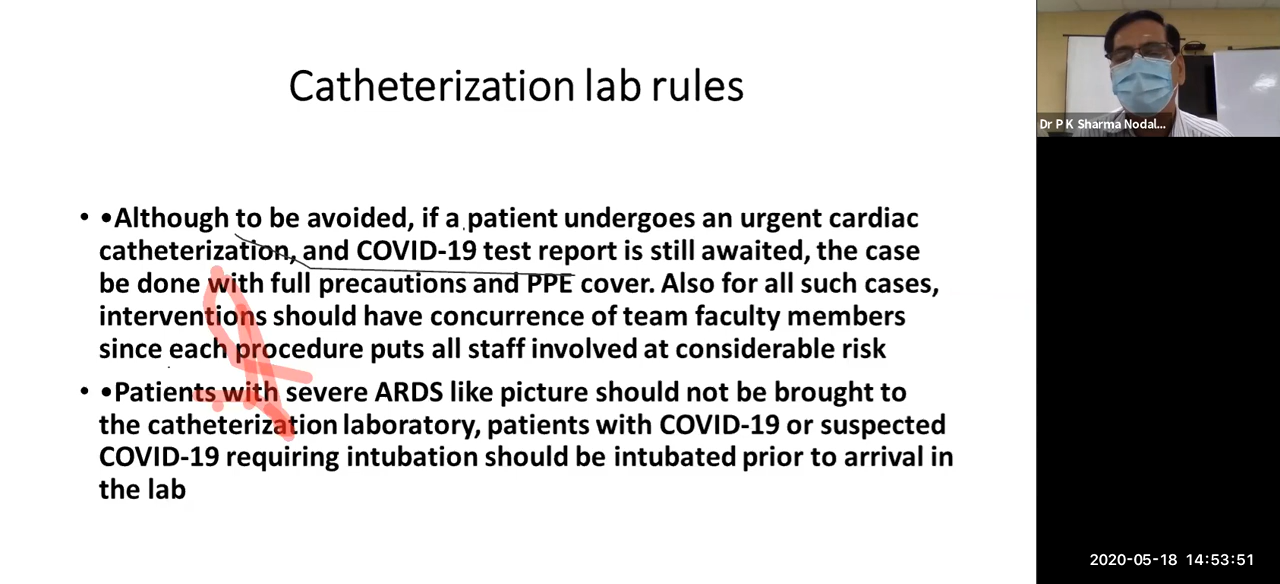 Catheterization lab rules
• •Although to be avoided, if a patient undergoes an urgent cardiac
catheterization, and COVID-19 test report is still awaited, the case
be done with full precautions and PPE cover. Also for all such cases,
interventions should have concurrence of team faculty members
since each procedure puts all staff involved at considerable risk
• •Patients with severe ARDS like picture should not be brought to
the catheterization laboratory, patients with COVID-19 or suspected
COVID-19 requiring intubation should be intubated prior to arrival in
the lab
Dr P K Sharma Nodal...
2020-05-18 14:53:51